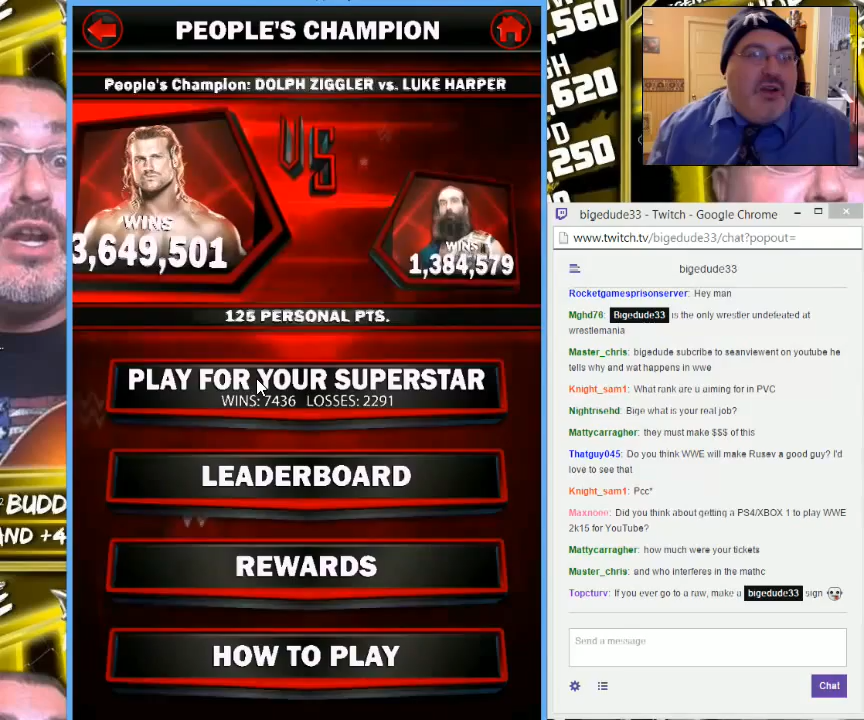 PEOPLE'S CHAMPION
People's Champion: DOLPH ZIGGLER vs. LUKE HARPER
VS
WINS
3,649,501
WINS
1,384,579
125 PERSONAL PTS.
PLAY FOR YOUR SUPERSTAR
WINS: 7436 LOSSES: 2291
LEADERBOARD
REWARDS
HOW TO PLAY
BUDD
AND +4
,560
GH
,620
,250
bigedude33 - Twitch - Google Chrome
www.twitch.tv/bigedude33/chat?popout=
bigedude33
Rocketgamesprisonserver: Hey man
Mghd76: Bigedude33 is the only wrestler undefeated at
wrestlemania
Master_chris: bigedude subcribe to seanviewent on youtube he
tells why and wat happens in wwe
Knight_sam1: What rank are u aiming for in PVC
Nightrisehd: Bige what is your real job?
Mattycarragher: they must make $$$ of this
Thatguy045: Do you think WWE will make Rusev a good guy? I'd
love to see that
Knight_sam1: Pcc*
Maxnooo: Did you think about getting a PS4/XBOX 1 to play WWE
2k15 for YouTube?
Mattycarragher: how much were your tickets
Master_chris: and who interferes in the mathc
Topcturv: If you ever go to a raw, make a bigedude33 sign
Send a message
Chat